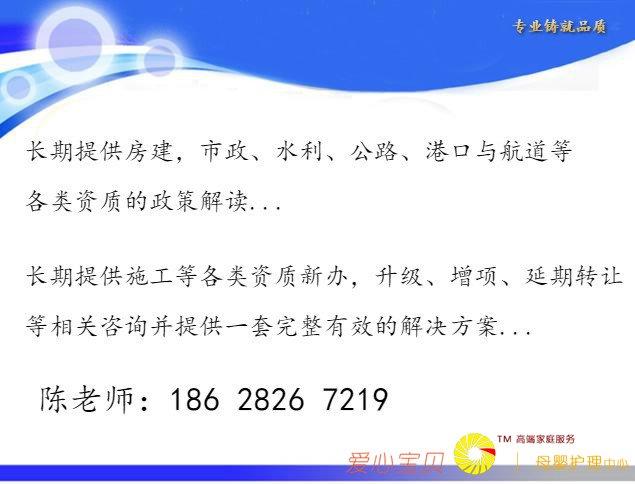 专业铸就品质
长期提供房建，市政、水利、公路、港口与航道等
各类资质的政策解读...
长期提供施工等各类资质新办，升级、增项、延期转让
等相关咨询并提供一套完整有效的解决方案...
陈老师：186 2826 7219
TM 高端家庭服务
爱心宝贝 | 母婴护理中心